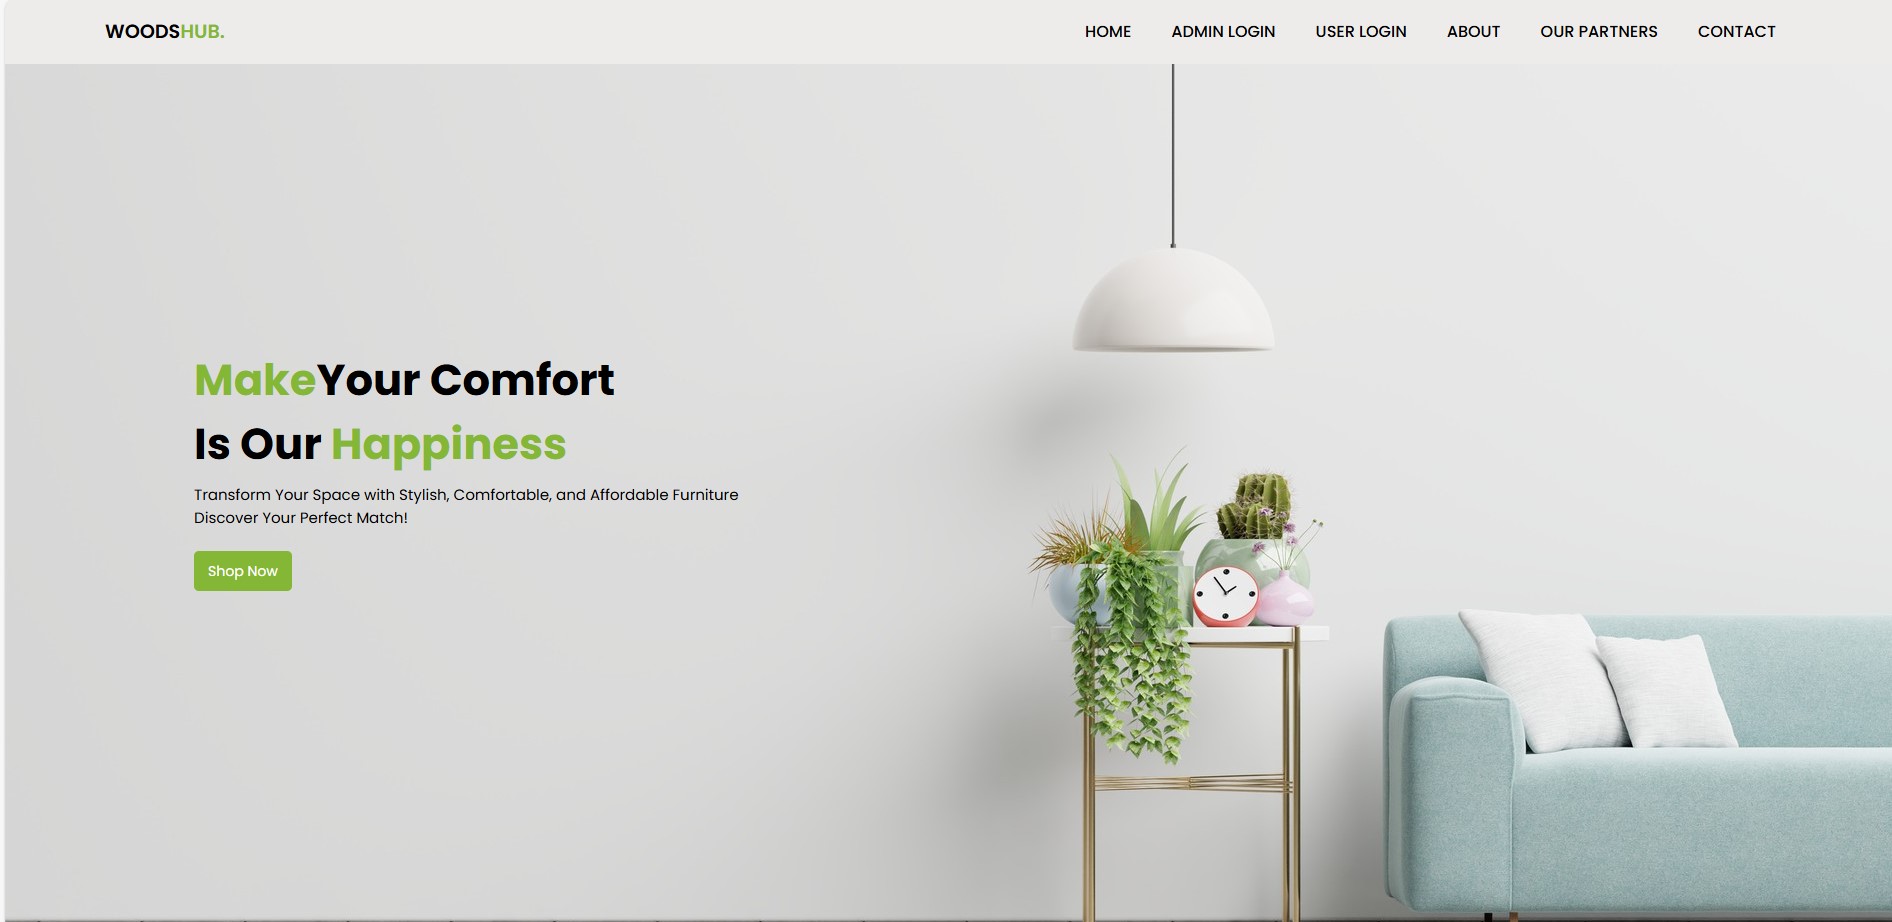 WOODSHUB.
HOME ADMIN LOGIN USER LOGIN ABOUT OUR PARTNERS CONTACT
MakeYour Comfort
Is Our Happiness
Transform Your Space with Stylish, Comfortable, and Affordable Furniture
Discover Your Perfect Match!
Shop Now